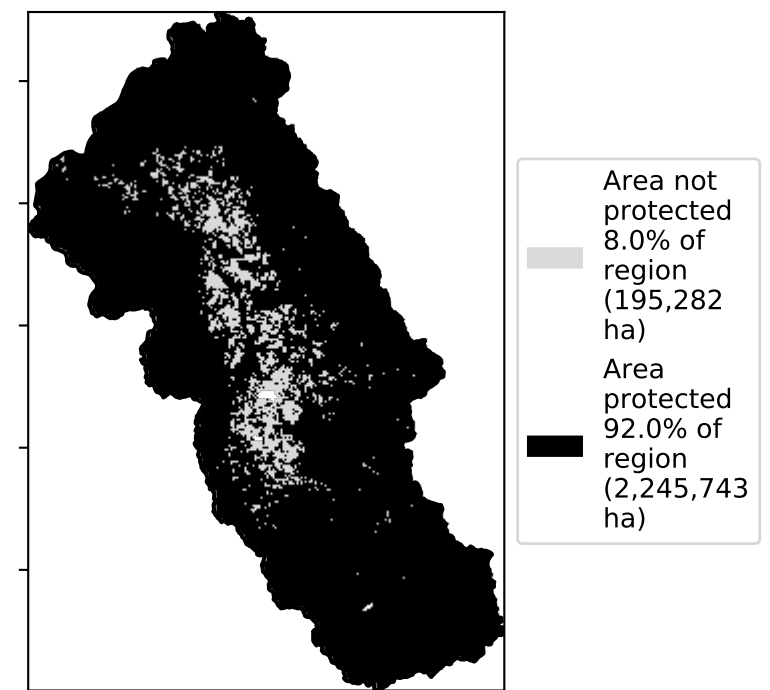 Area not
protected
8.0% of
region
(195,282
ha)
Area
protected
92.0% of
region
(2,245,743
ha)